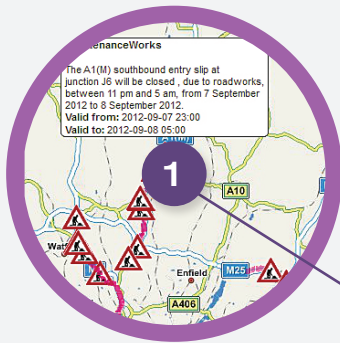 tenanceWorks
The A1(M) southbound entry slip at
junction J6 will be closed , due to roadworks,
between 11 pm and 5 am, from 7 September
2012 to 8 September 2012.
Valid from: 2012-09-07 23:00
Valid to: 2012-09-08 05:00
1
A10
Wat
Enfield
M25
A406